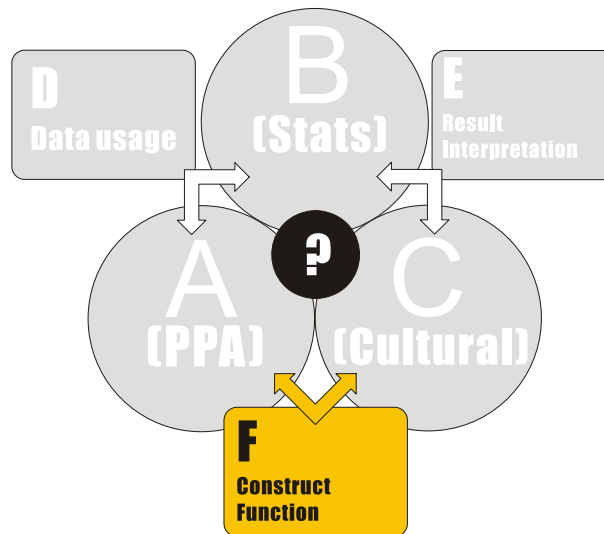 B
(Stats)
D
Data usage
E
Result
Interpretation
?
A
(PPA)
C
(Cultural)
F
Construct
Function